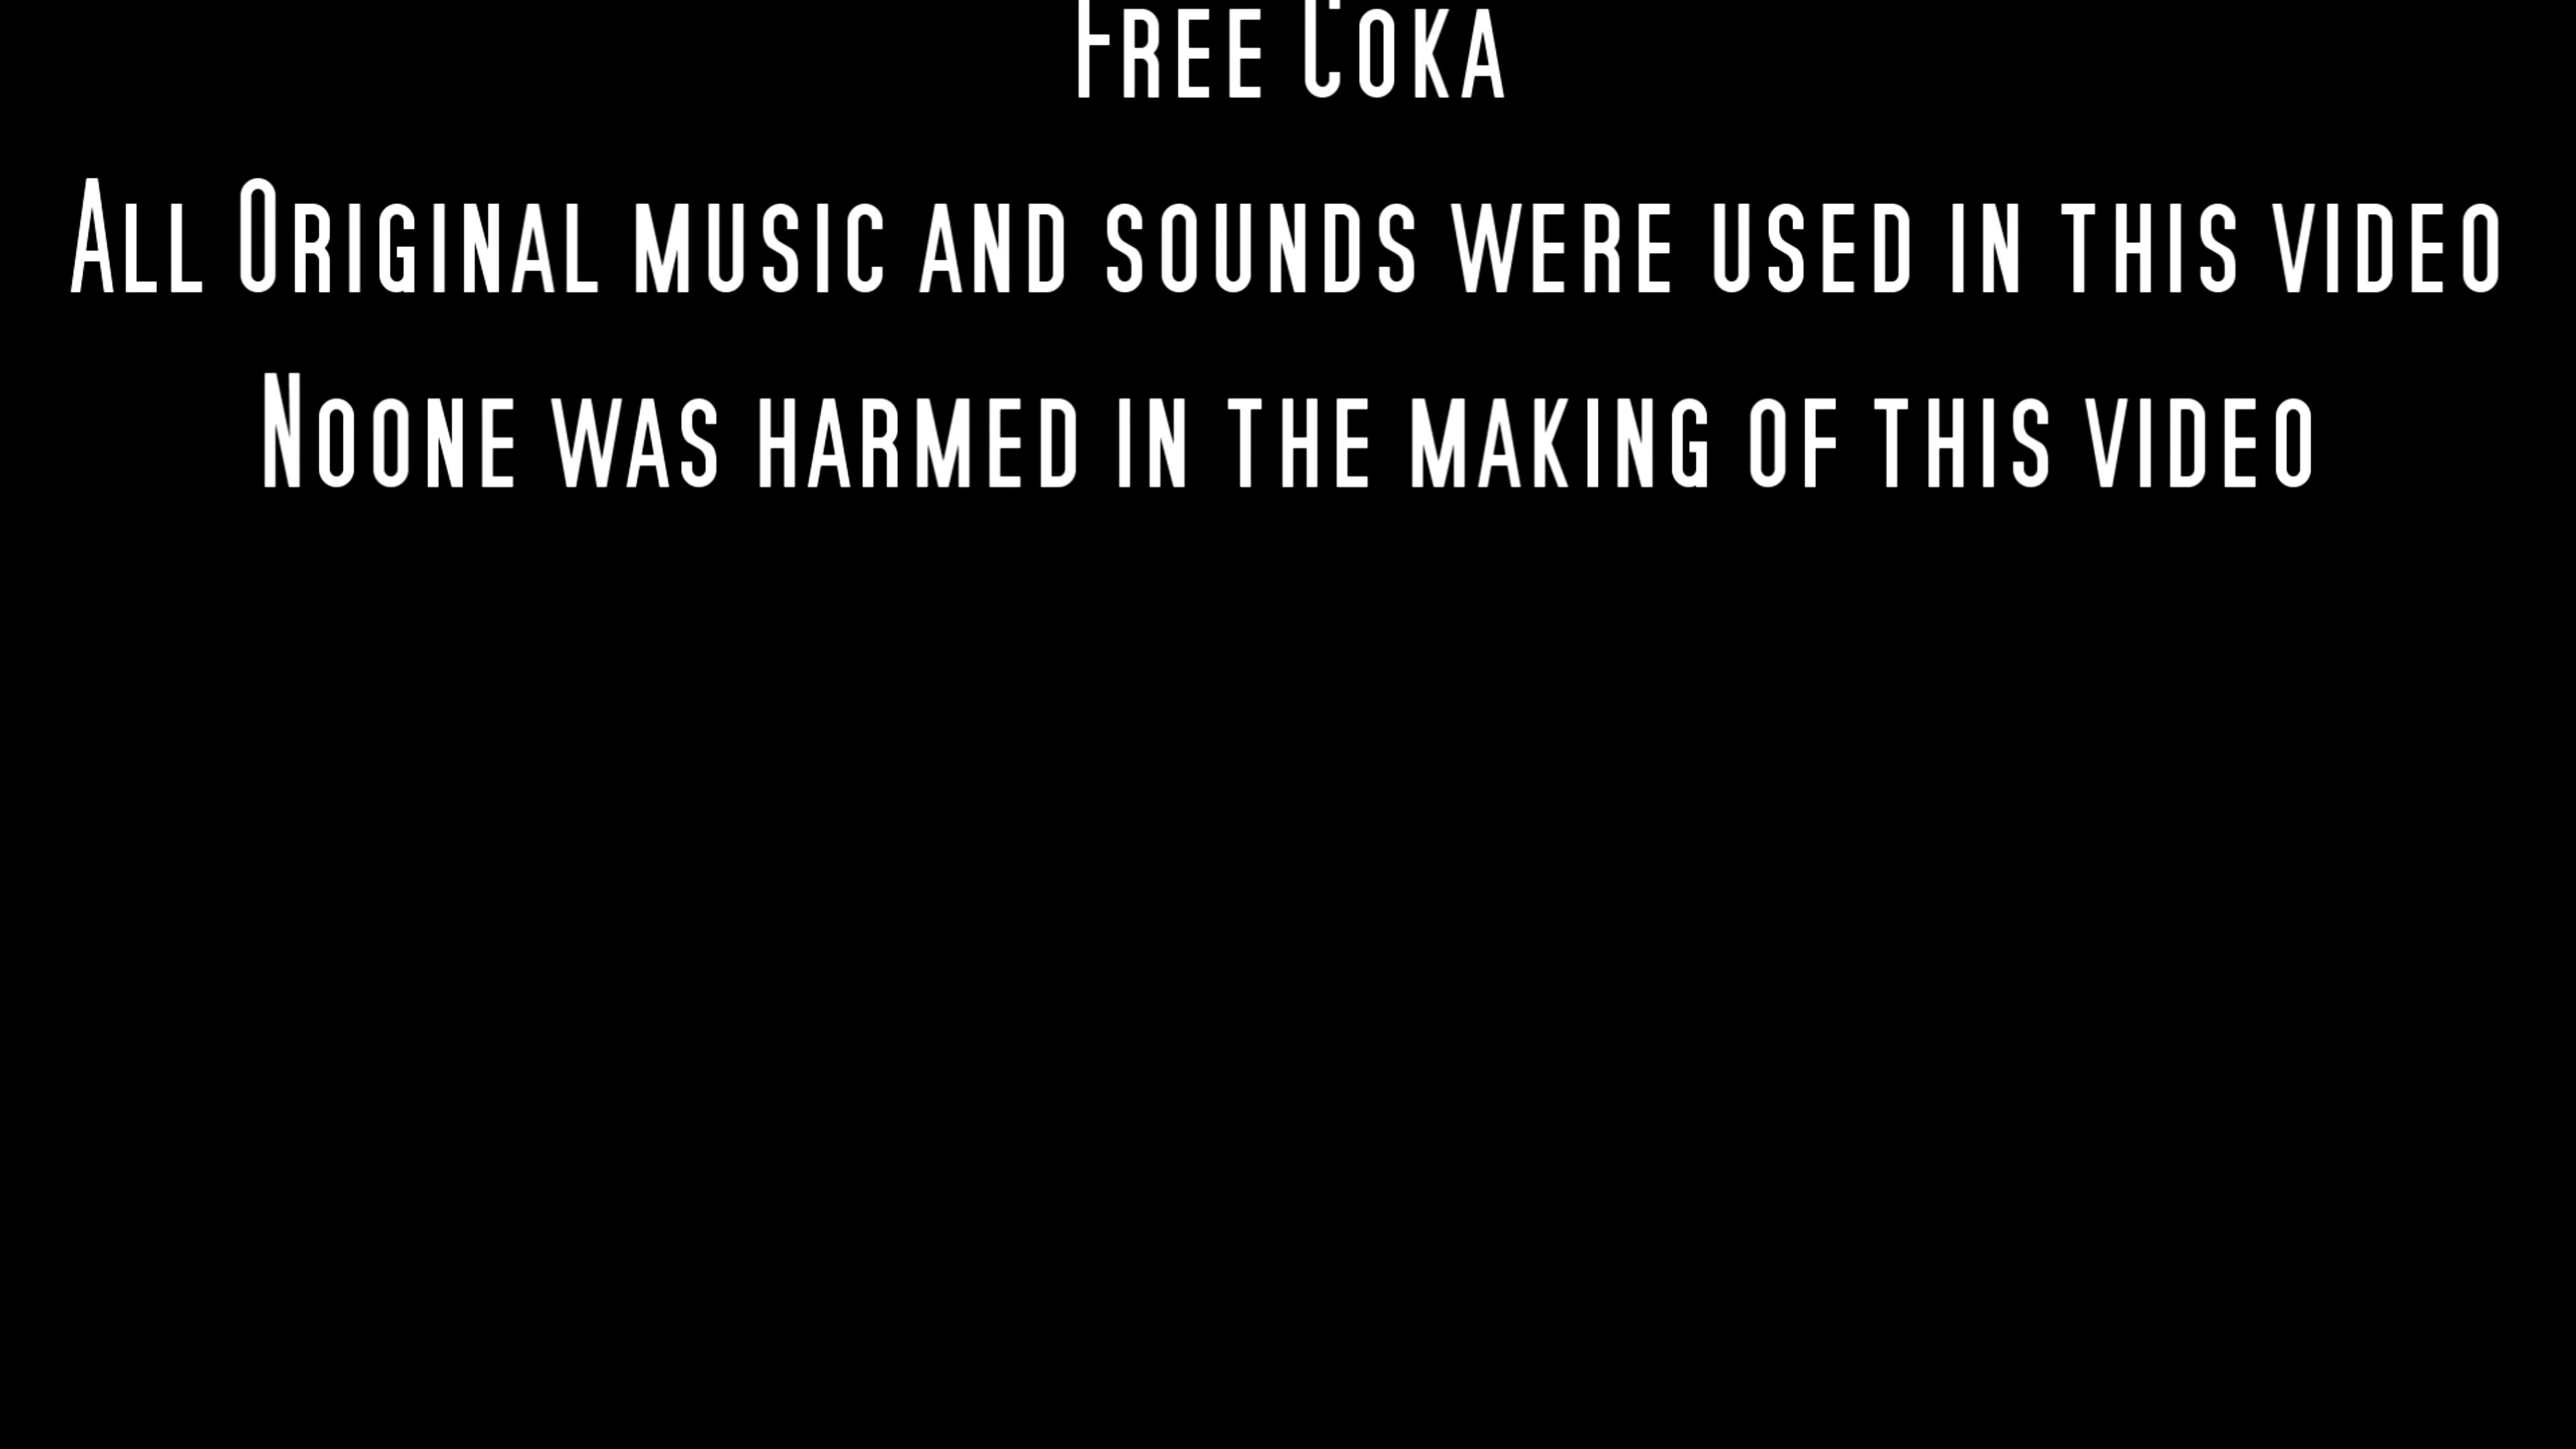 Free Coka
All Original music and sounds were used in this video
Noone was harmed in the making of this video